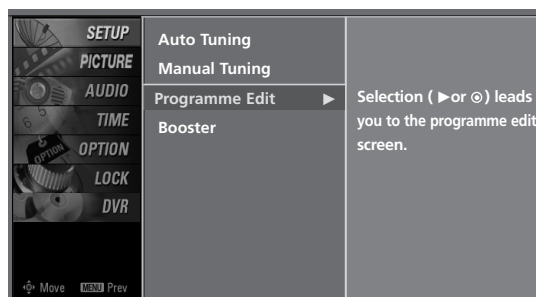 SETUP
PICTURE
AUDIO
TIME
OPTION
LOCK
DVR
Move MENU Prev
Auto Tuning
Manual Tuning
Programme Edit ▶
Booster
Selection ( ▶or ◉) leads
you to the programme edit
screen.